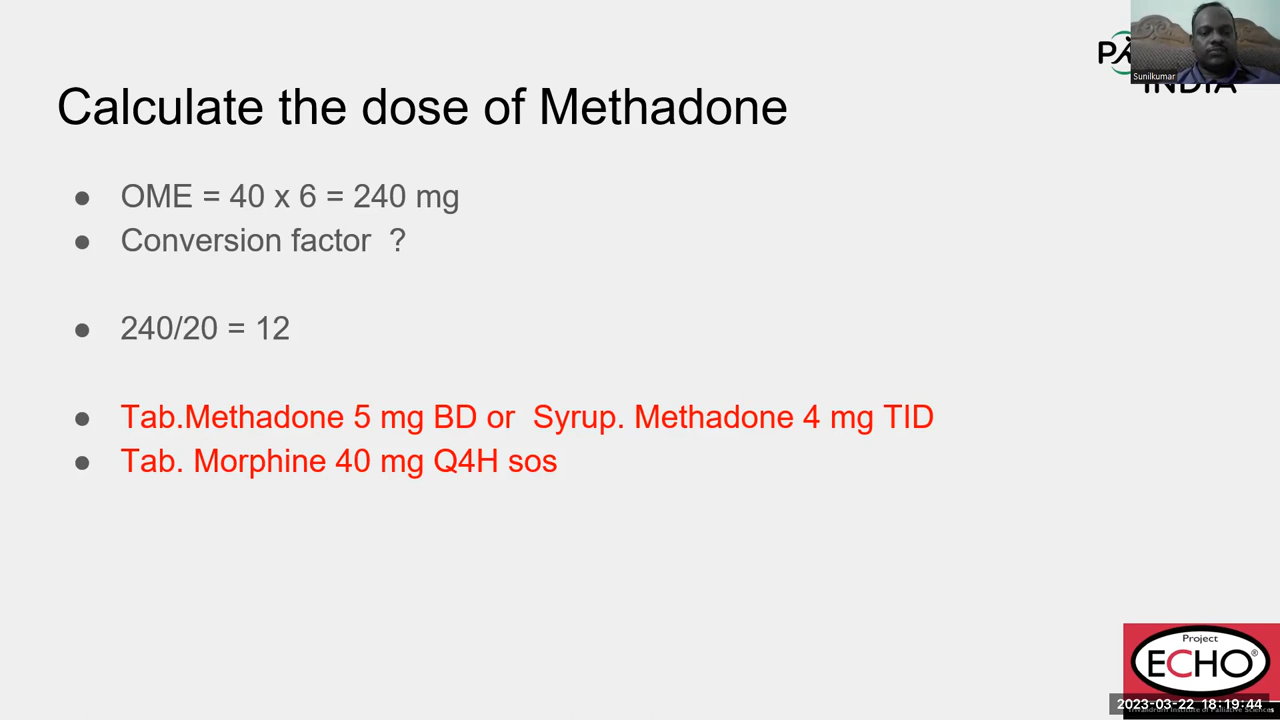 Sunilkumar
INDIA
Calculate the dose of Methadone
● OME = 40 x 6 = 240 mg
● Conversion factor ?
● 240/20 = 12
● Tab.Methadone 5 mg BD or Syrup. Methadone 4 mg TID
● Tab. Morphine 40 mg Q4H sos
Project
ECHO®
2023-03-22 18:19:44